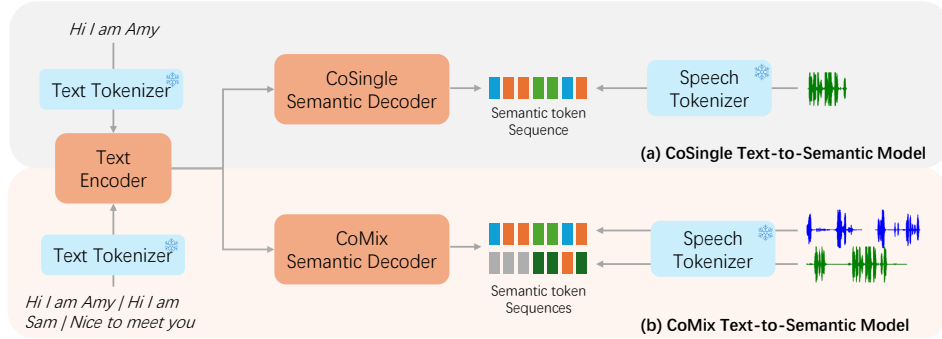 Hi I am Amy
Text Tokenizer
Text
Encoder
CoSingle
Semantic Decoder
Semantic token
Sequence
Speech
Tokenizer
(a) CoSingle Text-to-Semantic Model
Text Tokenizer
Hi I am Amy | Hi I am
Sam | Nice to meet you
CoMix
Semantic Decoder
Semantic token
Sequences
Speech
Tokenizer
(b) CoMix Text-to-Semantic Model